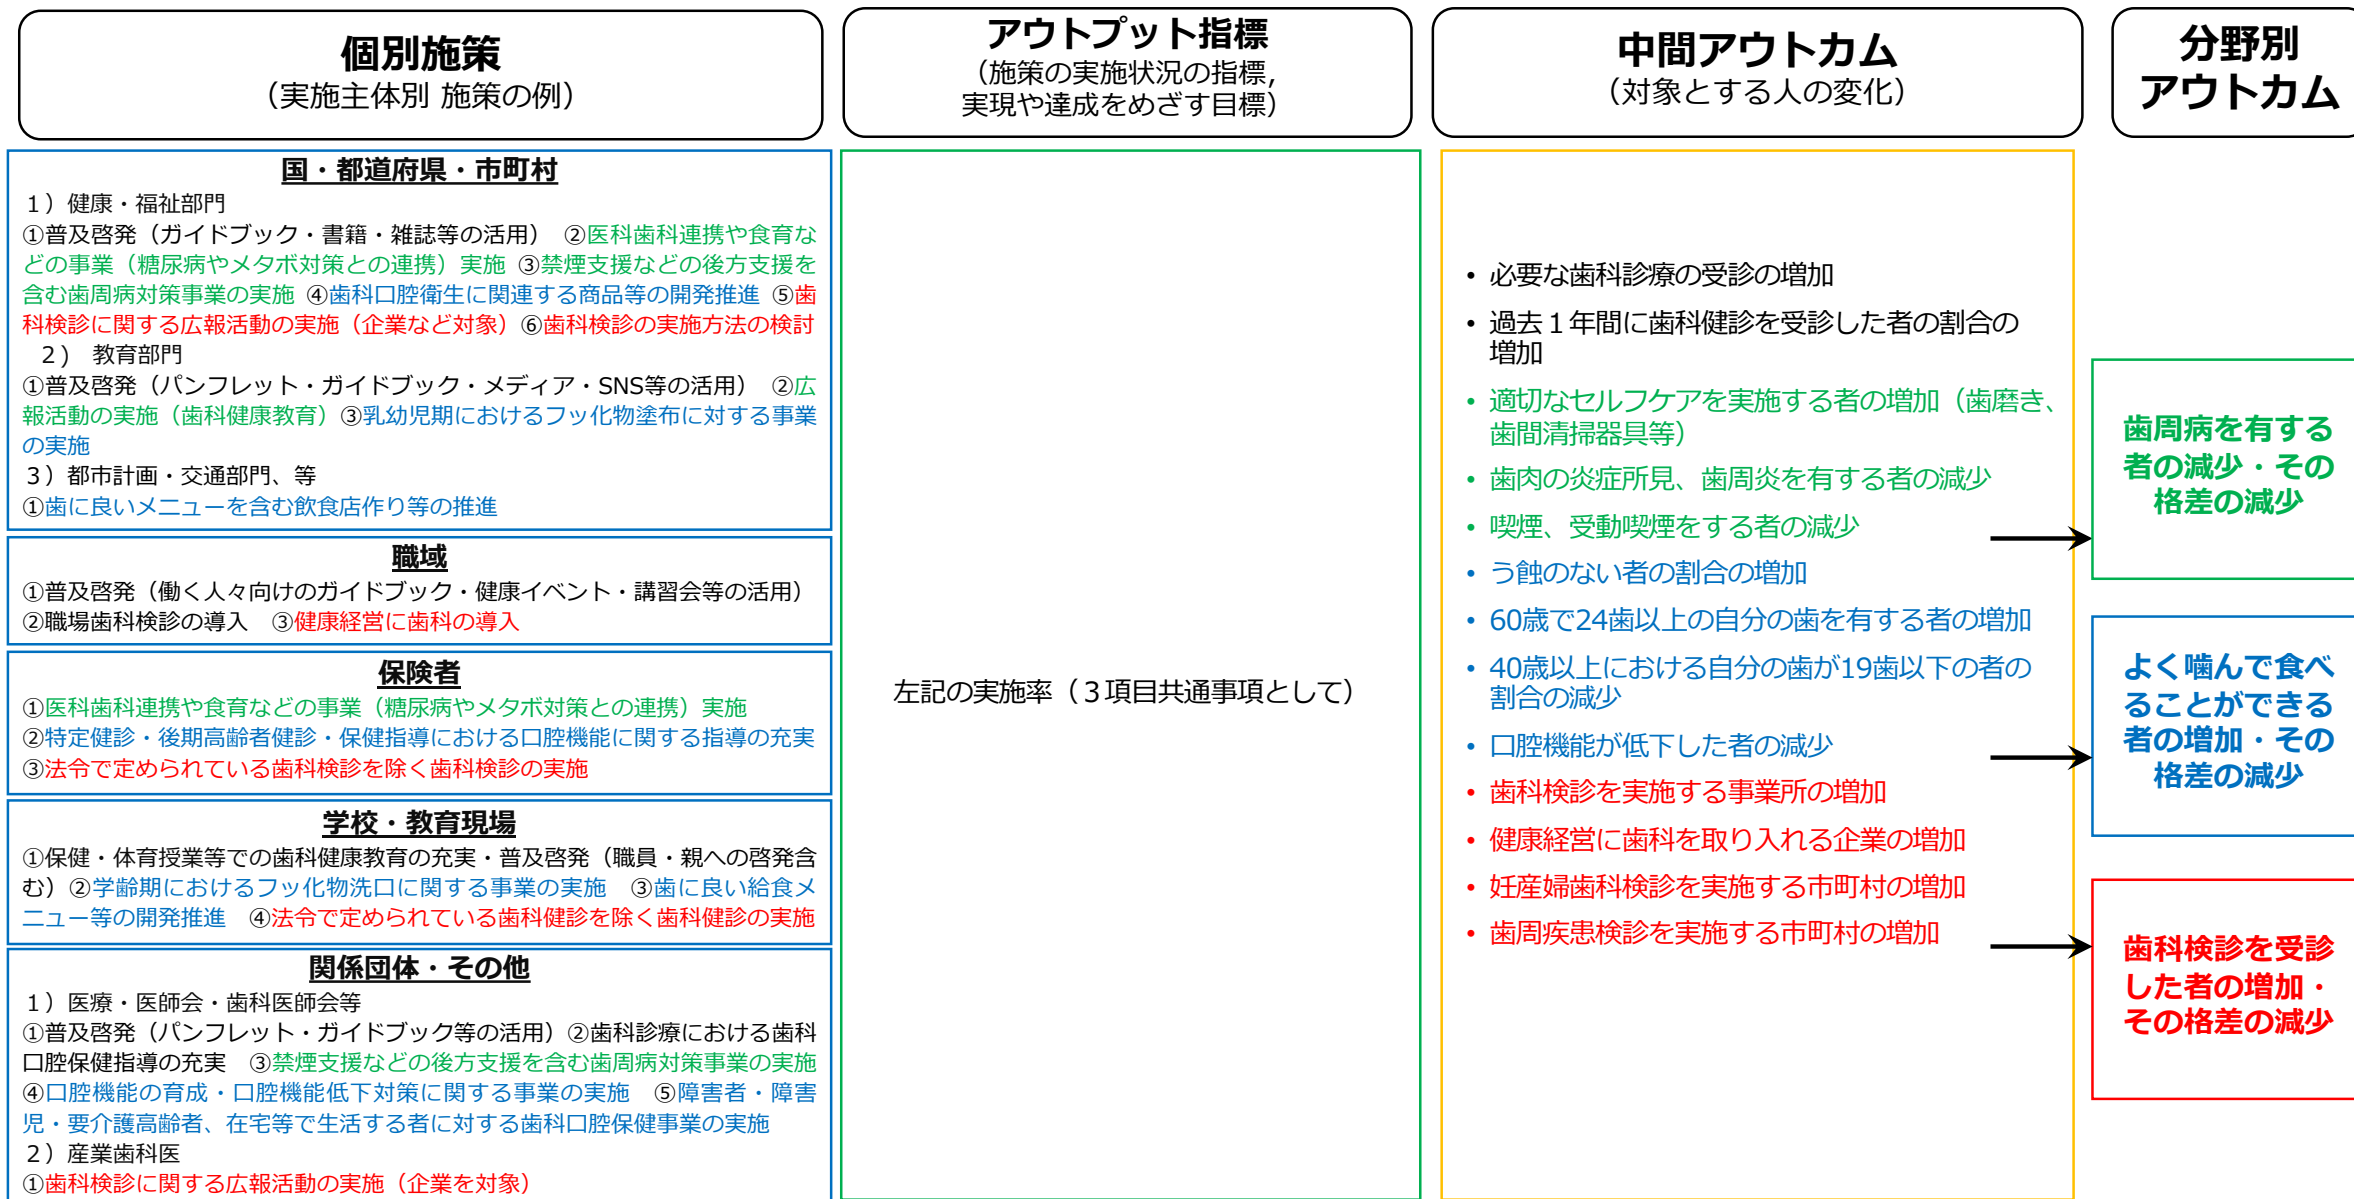 個別施策
（実施主体別 施策の例）
アウトプット指標
（施策の実施状況の指標,
実現や達成をめざす目標）
中間アウトカム
（対象とする人の変化）
分野別
アウトカム
国・都道府県・市町村
１）健康・福祉部門
①普及啓発（ガイドブック・書籍・雑誌等の活用） ②医科歯科連携や食育な
どの事業（糖尿病やメタボ対策との連携）実施 ③禁煙支援などの後方支援を
含む歯周病対策事業の実施 ④歯科口腔衛生に関連する商品等の開発推進 ⑤歯
科検診に関する広報活動の実施（企業など対象）⑥歯科検診の実施方法の検討
２） 教育部門
①普及啓発（パンフレット・ガイドブック・メディア・SNS等の活用） ②広
報活動の実施（歯科健康教育）③乳幼児期におけるフッ化物塗布に対する事業
の実施
３）都市計画・交通部門、等
①歯に良いメニューを含む飲食店作り等の推進
職域
①普及啓発（働く人々向けのガイドブック・健康イベント・講習会等の活用）
②職場歯科検診の導入 ③健康経営に歯科の導入
保険者
①医科歯科連携や食育などの事業（糖尿病やメタボ対策との連携）実施
②特定健診・後期高齢者健診・保健指導における口腔機能に関する指導の充実
③法令で定められている歯科検診を除く歯科検診の実施
学校・教育現場
①保健・体育授業等での歯科健康教育の充実・普及啓発（職員・親への啓発含
む）②学齢期におけるフッ化物洗口に関する事業の実施 ③歯に良い給食メ
ニュー等の開発推進 ④法令で定められている歯科健診を除く歯科健診の実施
関係団体・その他
１）医療・医師会・歯科医師会等
①普及啓発（パンフレット・ガイドブック等の活用）②歯科診療における歯科
口腔保健指導の充実 ③禁煙支援などの後方支援を含む歯周病対策事業の実施
④口腔機能の育成・口腔機能低下対策に関する事業の実施 ⑤障害者・障害
児・要介護高齢者、在宅等で生活する者に対する歯科口腔保健事業の実施
２）産業歯科医
①歯科検診に関する広報活動の実施（企業を対象）
左記の実施率（３項目共通事項として）
• 必要な歯科診療の受診の増加
• 過去１年間に歯科健診を受診した者の割合の
増加
• 適切なセルフケアを実施する者の増加（歯磨き、
歯間清掃器具等）
• 歯肉の炎症所見、歯周炎を有する者の減少
• 喫煙、受動喫煙をする者の減少
• う蝕のない者の割合の増加
• 60歳で24歯以上の自分の歯を有する者の増加
• 40歳以上における自分の歯が19歯以下の者の
割合の減少
• 口腔機能が低下した者の減少
• 歯科検診を実施する事業所の増加
• 健康経営に歯科を取り入れる企業の増加
• 妊産婦歯科検診を実施する市町村の増加
• 歯周疾患検診を実施する市町村の増加
歯周病を有する
者の減少・その
格差の減少
よく噛んで食べ
ることができる
者の増加・その
格差の減少
歯科検診を受診
した者の増加・
その格差の減少